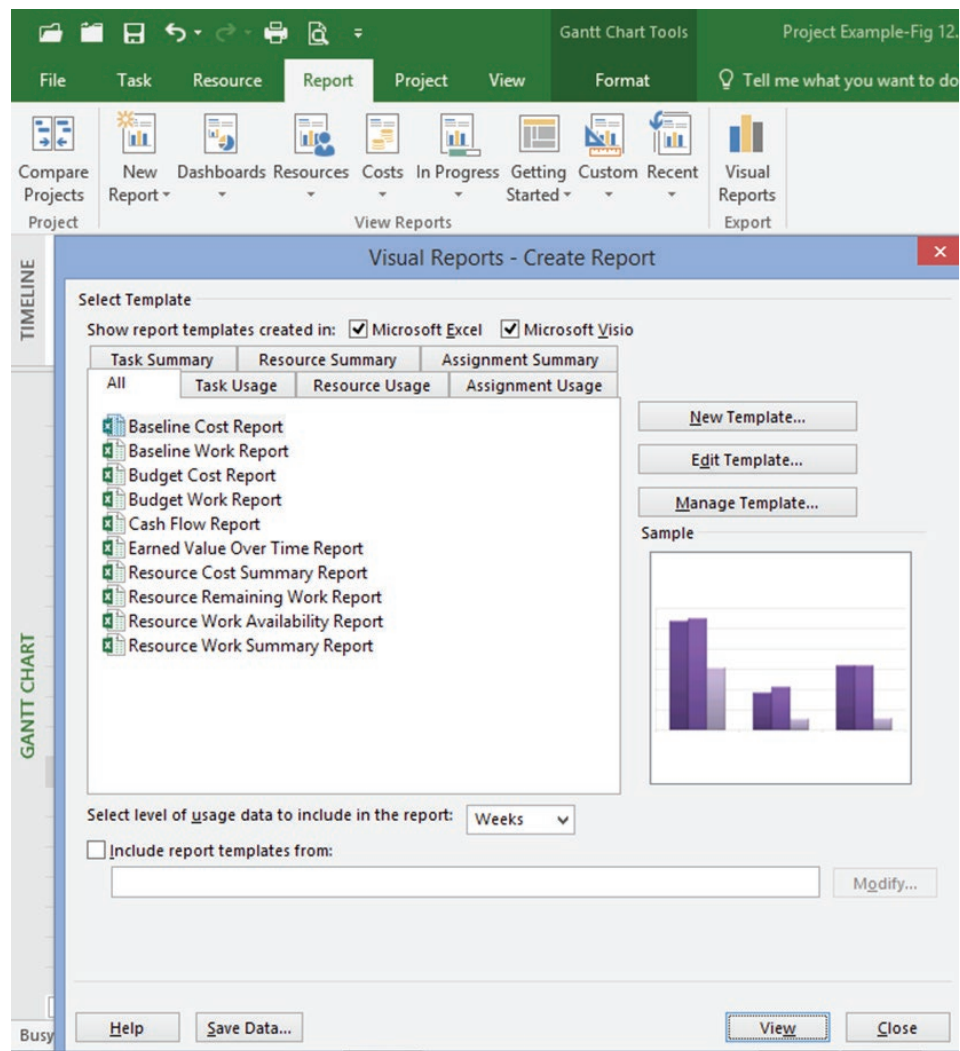 Gantt Chart Tools
Project Example-Fig 12.
File Task Resource Report Project View Format Tell me what you want to do
Compare Projects
New Report
Dashboards
Resources
Costs
In Progress
Getting Started
Custom
Recent
Visual Reports
Project
View Reports
Export
TIMELINE
Visual Reports - Create Report
Select Template
Show report templates created in: Microsoft Excel Microsoft Visio
Task Summary Resource Summary Assignment Summary
All Task Usage Resource Usage Assignment Usage
Baseline Cost Report
Baseline Work Report
Budget Cost Report
Budget Work Report
Cash Flow Report
Earned Value Over Time Report
Resource Cost Summary Report
Resource Remaining Work Report
Resource Work Availability Report
Resource Work Summary Report
New Template...
Edit Template...
Manage Template...
Sample
GANTT CHART
Select level of usage data to include in the report: Weeks
Include report templates from:
Modify...
Help Save Data... View Close
Busy